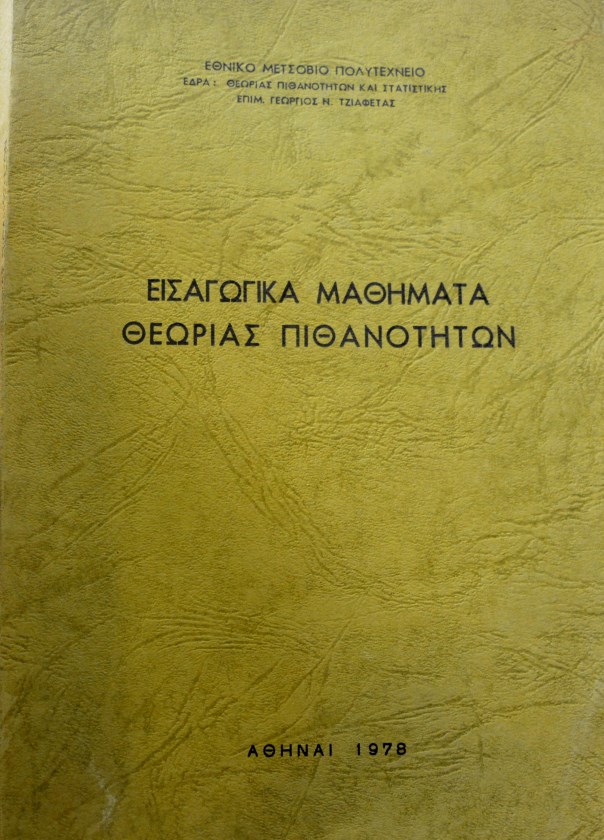 ΕΘΝΙΚΟ ΜΕΤΣΟΒΙΟ ΠΟΛΥΤΕΧΝΕΙΟ
ΕΔΡΑ : ΘΕΩΡΙΑΣ ΠΙΘΑΝΟΤΗΤΩΝ ΚΑΙ ΣΤΑΤΙΣΤΙΚΗΣ
ΕΠΙΜ. ΓΕΩΡΓΙΟΣ Ν. ΤΖΙΑΦΕΤΑΣ
ΕΙΣΑΓΩΓΙΚΑ ΜΑΘΗΜΑΤΑ
ΘΕΩΡΙΑΣ ΠΙΘΑΝΟΤΗΤΩΝ
ΑΘΗΝΑΙ 1978